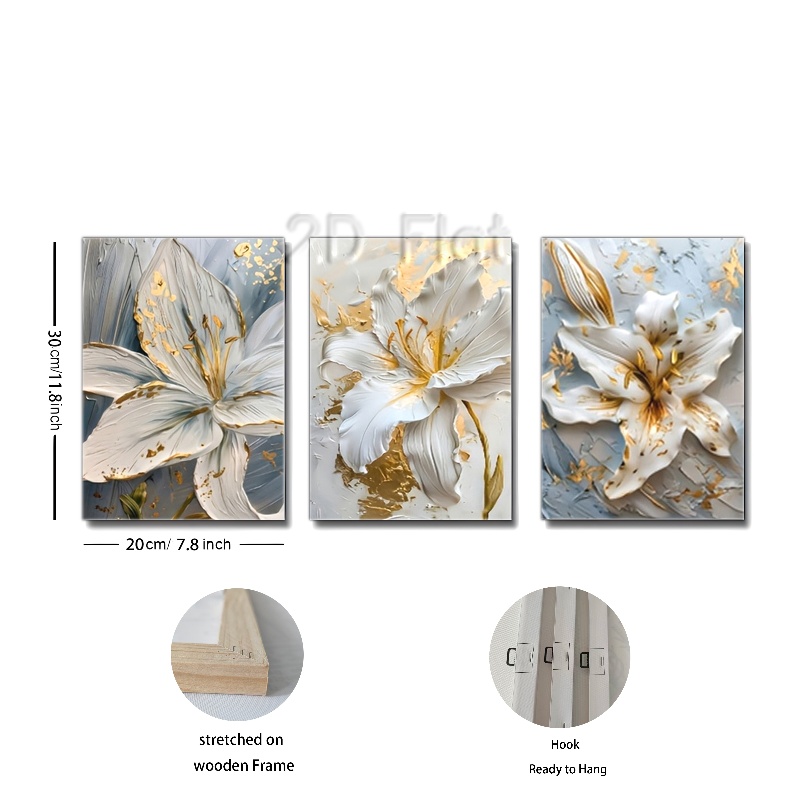 2D Flat
30cm/11.8inch
20cm/ 7.8 inch
stretched on
wooden Frame
Hook
Ready to Hang